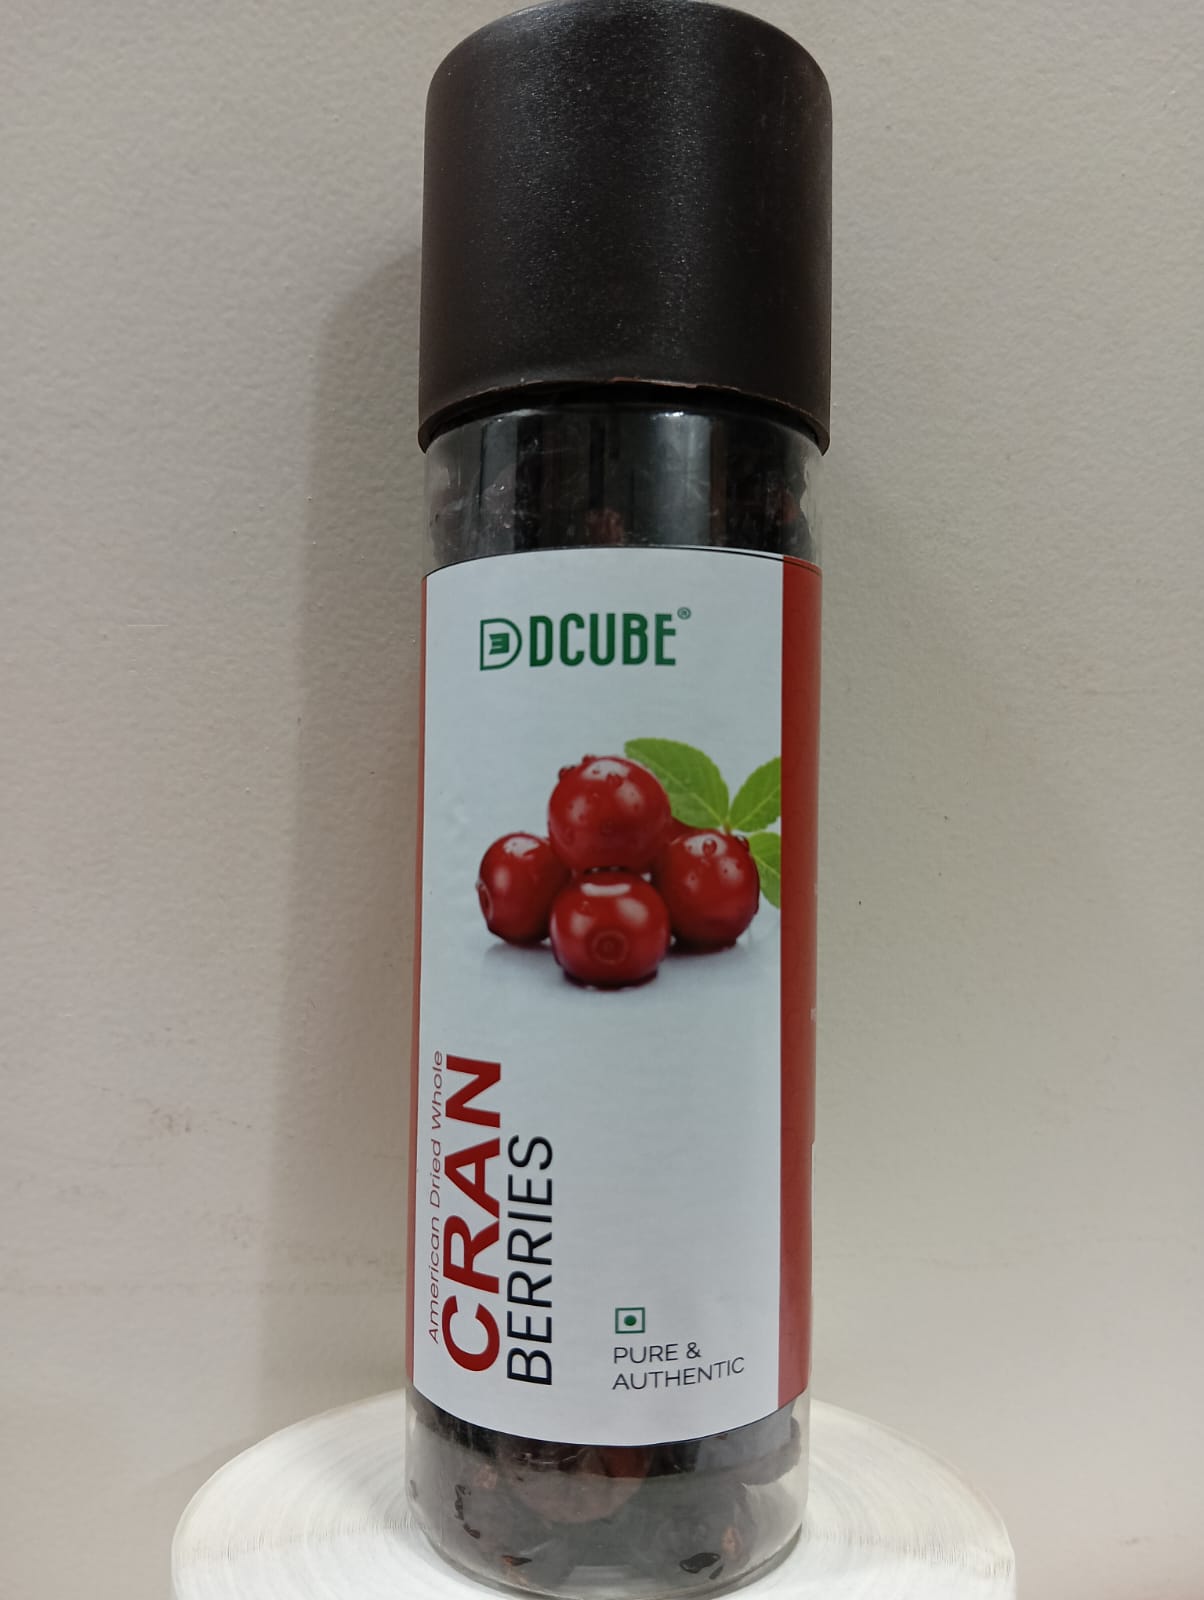 DCUBE®
American Dried Whole
CRAN
BERRIES
PURE &
AUTHENTIC